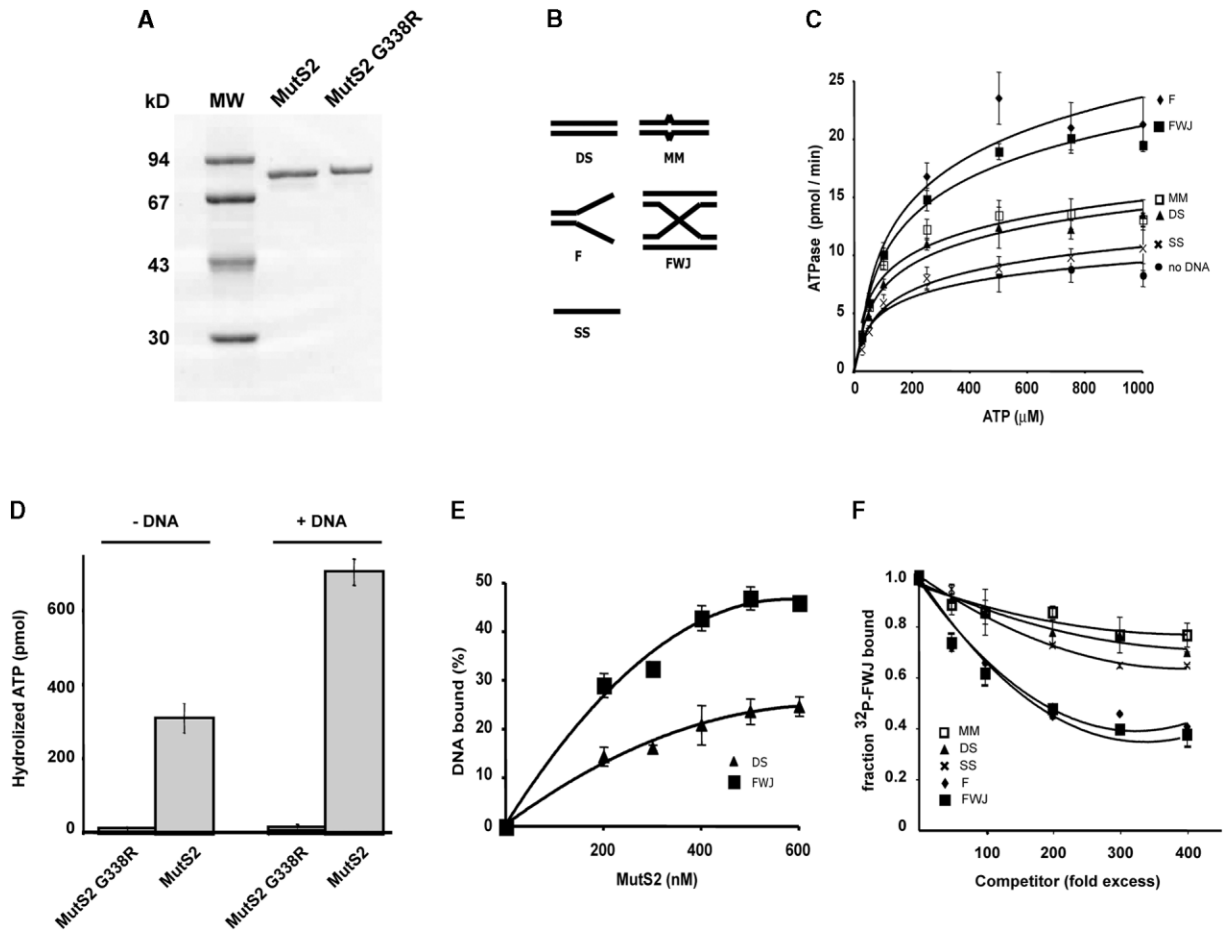 A
MutS2
MutS2 G338R
kD
MW
94
67
43
30
B
DS
MM
F
FWJ
SS
C
25
20
15
10
5
0
ATPase (pmol / min)
0
200
400
600
800
1000
ATP (µM)
F
FWJ
MM
DS
SS
no DNA
D
- DNA
+ DNA
Hydrolized ATP (pmol)
600
400
200
0
MutS2 G338R
MutS2
MutS2 G338R
MutS2
E
DNA bound (%)
50
40
30
20
10
0
200
400
600
MutS2 (nM)
DS
FWJ
F
fraction ³²P-FWJ bound
1.0
0.8
0.6
0.4
0.2
0
100
200
300
400
Competitor (fold excess)
MM
DS
SS
F
FWJ